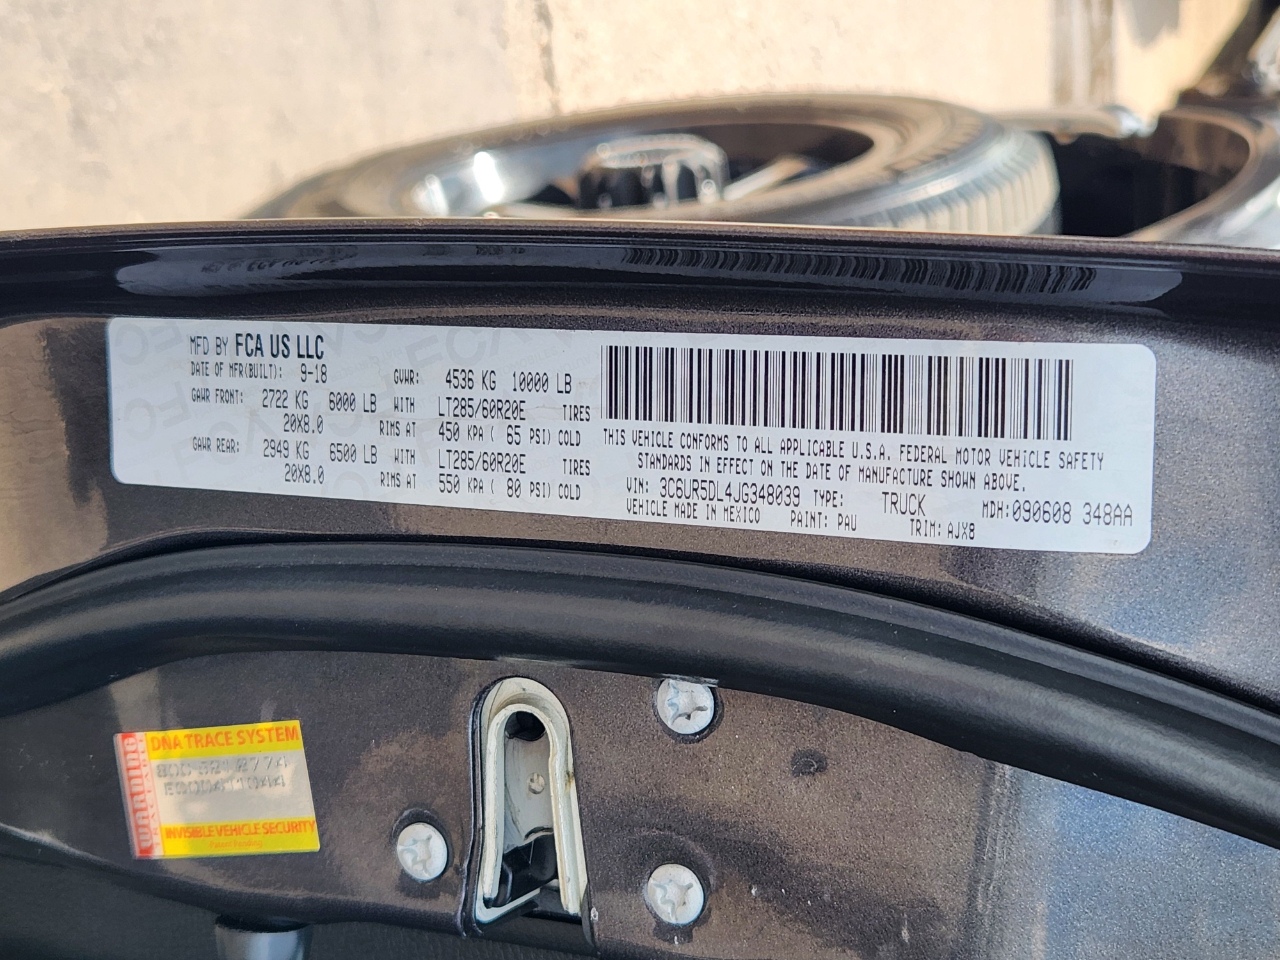 MFD BY FCA US LLC
DATE OF MFR(BUILT): 9-18 GVWR: 4536 KG 10000 LB
GAWR FRONT: 2722 KG 6000 LB WITH LT285/60R20E TIRES
20X8.0 RIMS AT 450 KPA ( 65 PSI) COLD
GAWR REAR: 2949 KG 6500 LB WITH LT285/60R20E TIRES
20X8.0 RIMS AT 550 KPA ( 80 PSI) COLD
THIS VEHICLE CONFORMS TO ALL APPLICABLE U.S.A. FEDERAL MOTOR VEHICLE SAFETY
STANDARDS IN EFFECT ON THE DATE OF MANUFACTURE SHOWN ABOVE.
VIN: 3C6UR5DL4JG348039 TYPE: TRUCK MDH:090608 348AA
VEHICLE MADE IN MEXICO PAINT: PAU TRIM: AJX8
WARNING
TRACEABLE
DNA TRACE SYSTEM
INVISIBLE VEHICLE SECURITY
Patent Pending